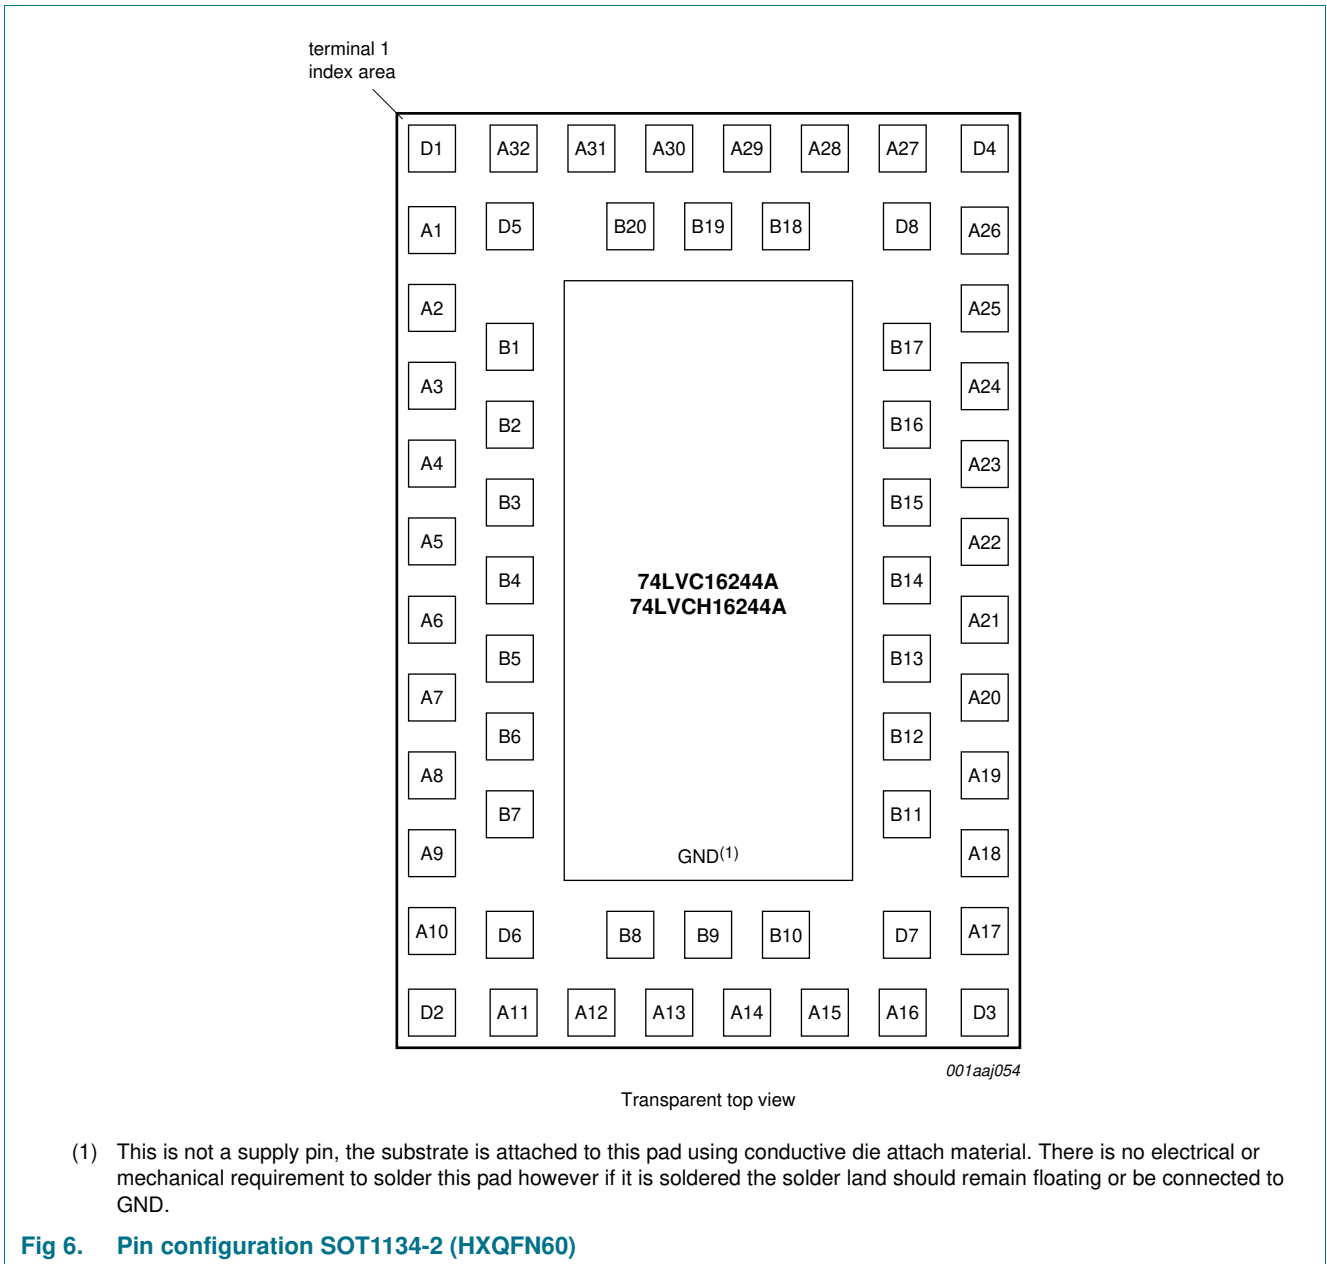 terminal 1
index area
D1 A32 A31 A30 A29 A28 A27 D4
A1 D5 B20 B19 B18 D8 A26
A2 A25
B1 B17
A3 A24
B2 B16
A4 A23
B3 B15
A5 A22
B4 74LVC16244A B14
74LVCH16244A
A6 A21
B5 B13
A7 A20
B6 B12
A8 A19
B7 B11
A9 GND(1) A18
A10 D6 B8 B9 B10 D7 A17
D2 A11 A12 A13 A14 A15 A16 D3
001aaj054
Transparent top view
(1) This is not a supply pin, the substrate is attached to this pad using conductive die attach material. There is no electrical or
mechanical requirement to solder this pad however if it is soldered the solder land should remain floating or be connected to
GND.
Fig 6. Pin configuration SOT1134-2 (HXQFN60)